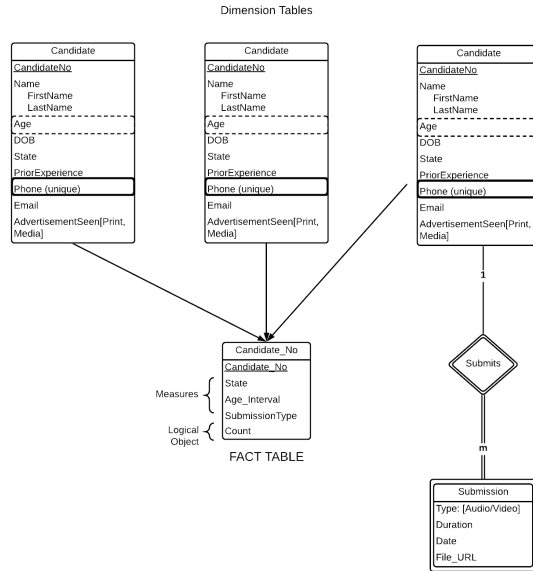 Dimension Tables
Candidate
CandidateNo
Name
FirstName
LastName
Age
DOB
State
PriorExperience
Phone (unique)
Email
AdvertisementSeen[Print,
Media]
Candidate
CandidateNo
Name
FirstName
LastName
Age
DOB
State
PriorExperience
Phone (unique)
Email
AdvertisementSeen[Print,
Media]
Candidate
CandidateNo
Name
FirstName
LastName
Age
DOB
State
PriorExperience
Phone (unique)
Email
AdvertisementSeen[Print,
Media]
1
Submits
m
Candidate_No
Candidate_No
State
Age_Interval
SubmissionType
Count
Measures
Logical
Object
FACT TABLE
Submission
Type: [Audio/Video]
Duration
Date
File_URL